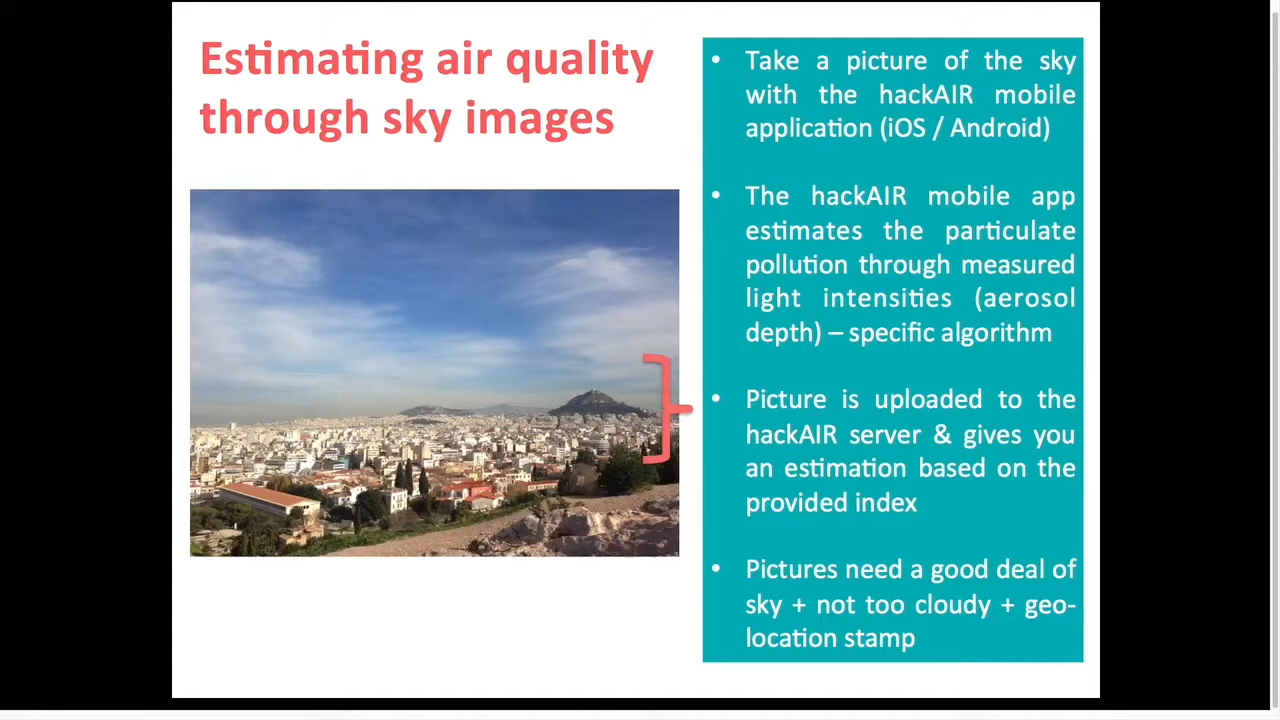 Estimating air quality
through sky images
• Take a picture of the sky
with the hackAIR mobile
application (iOS / Android)
• The hackAIR mobile app
estimates the particulate
pollution through measured
light intensities (aerosol
depth) – specific algorithm
• Picture is uploaded to the
hackAIR server & gives you
an estimation based on the
provided index
• Pictures need a good deal of
sky + not too cloudy + geo-
location stamp